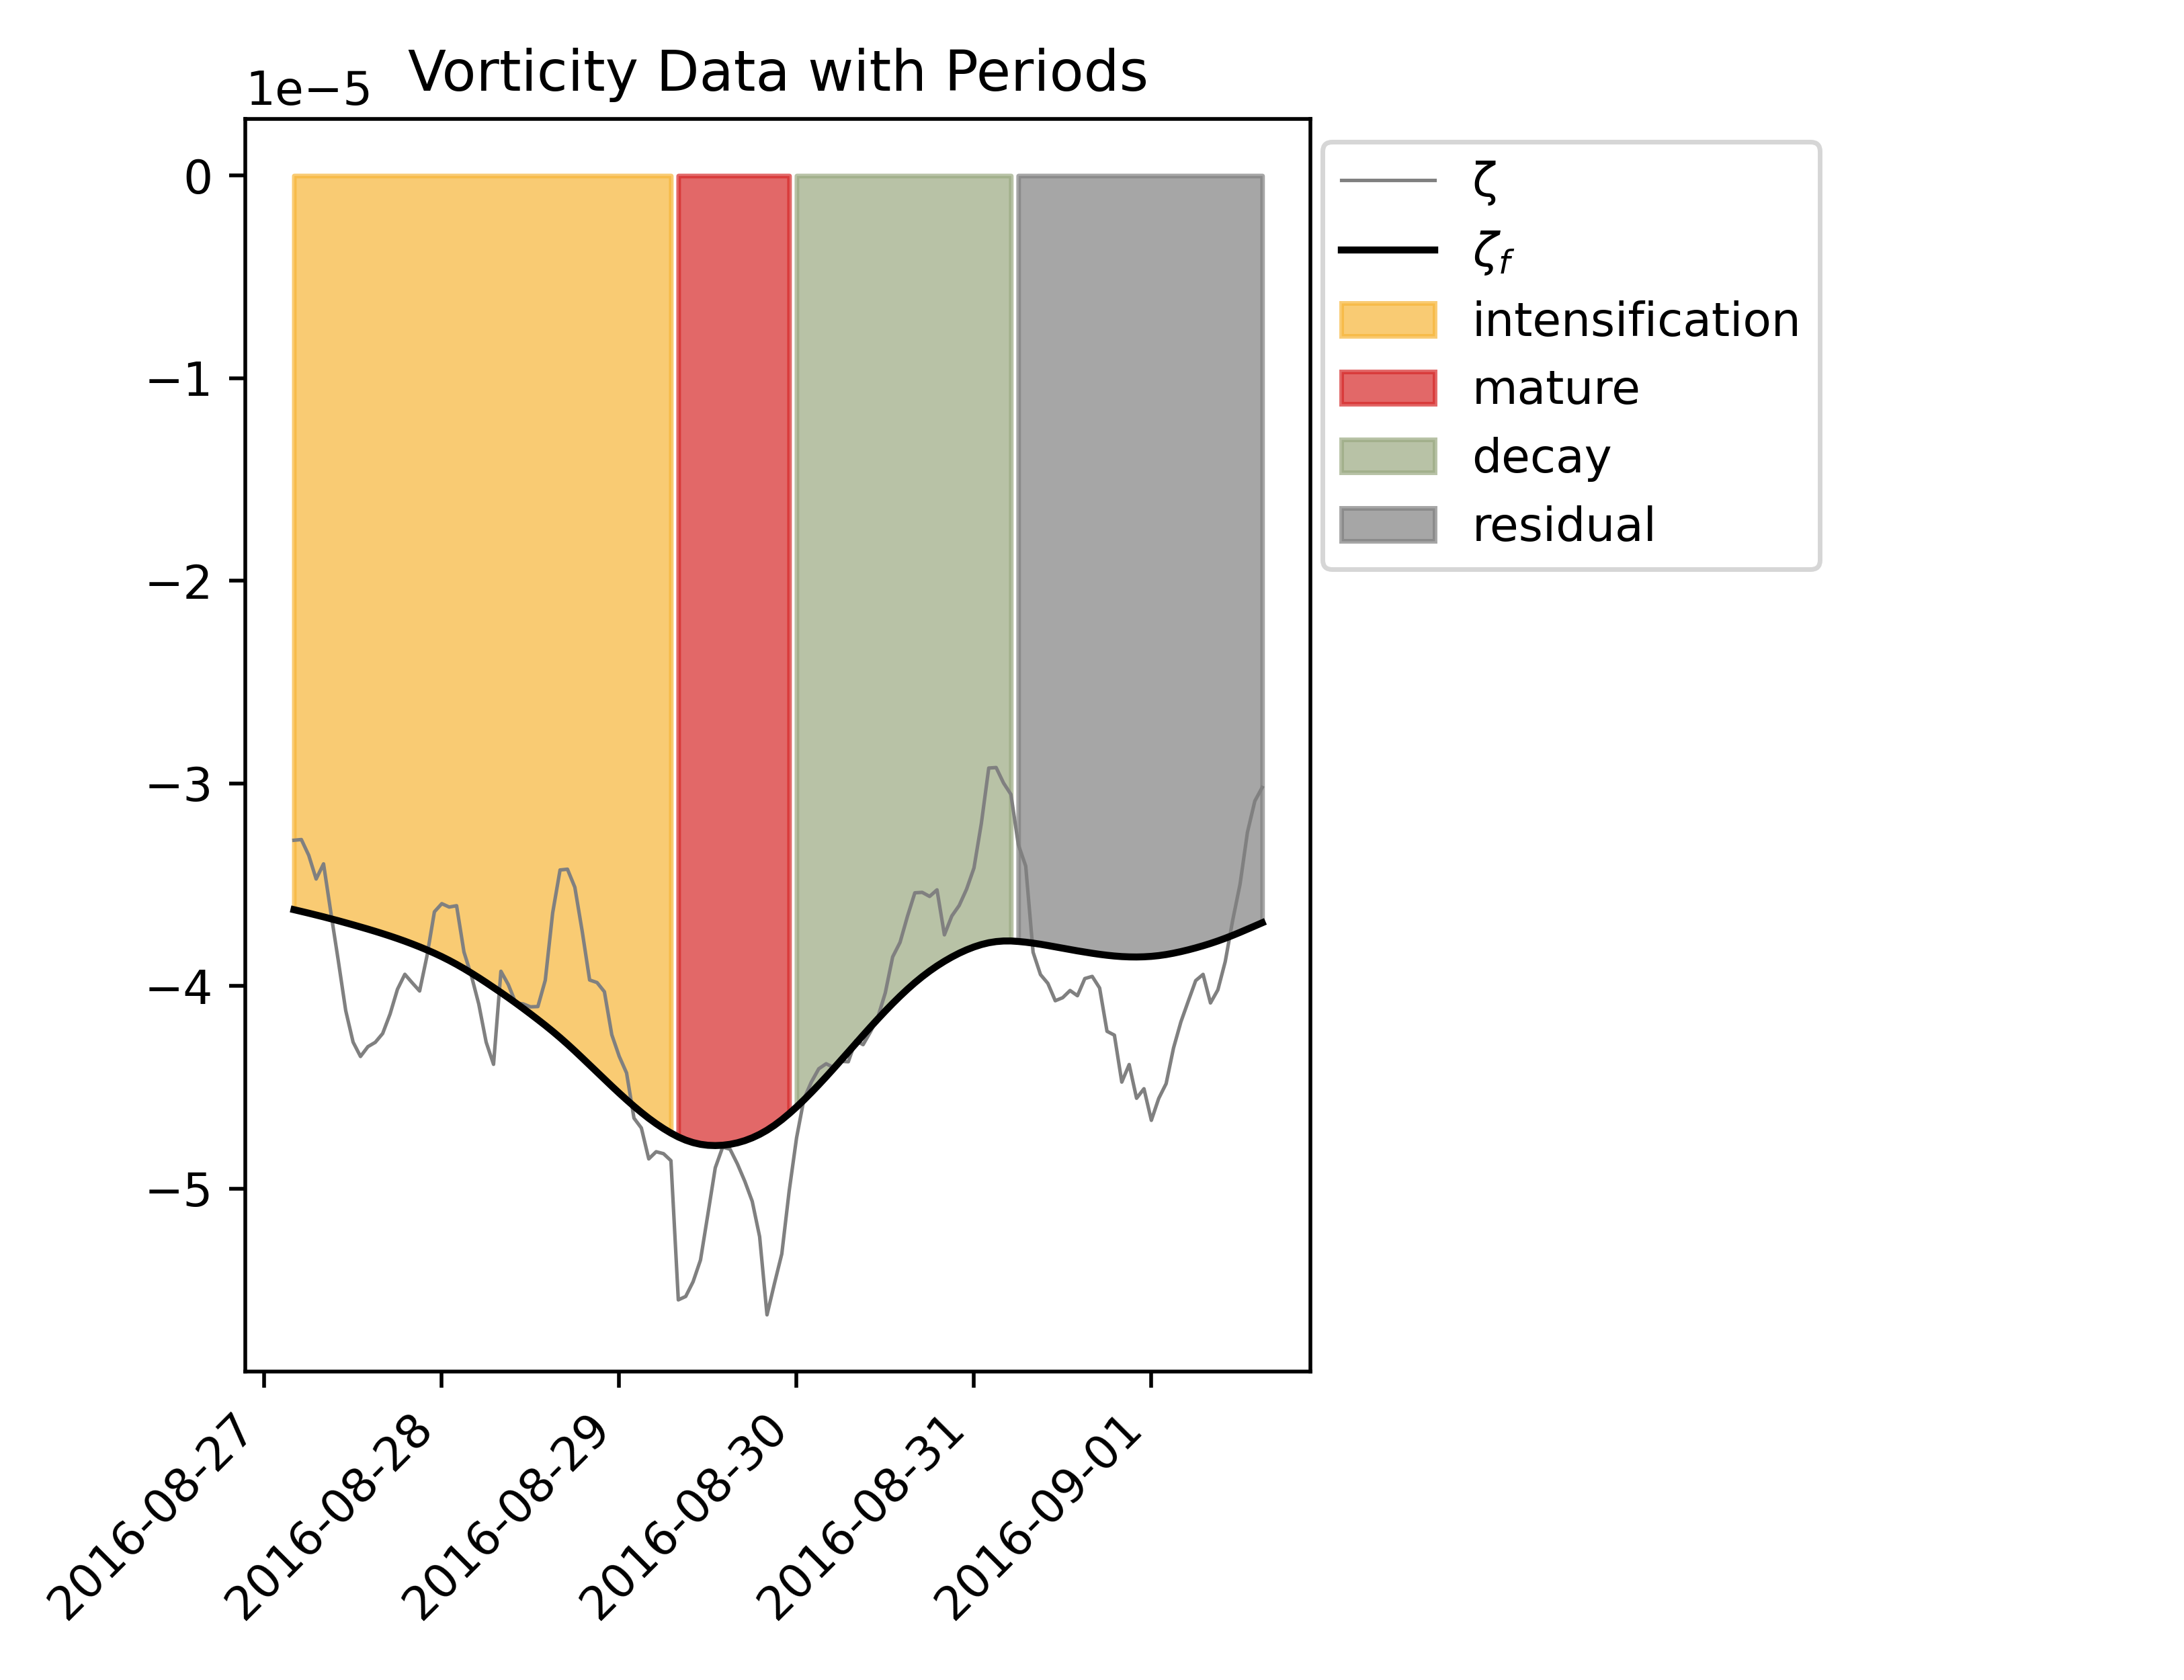 Vorticity Data with Periods
1e−5
0
−1
−2
−3
−4
−5
2016-08-27
2016-08-28
2016-08-29
2016-08-30
2016-08-31
2016-09-01
ζ
ζf
intensification
mature
decay
residual